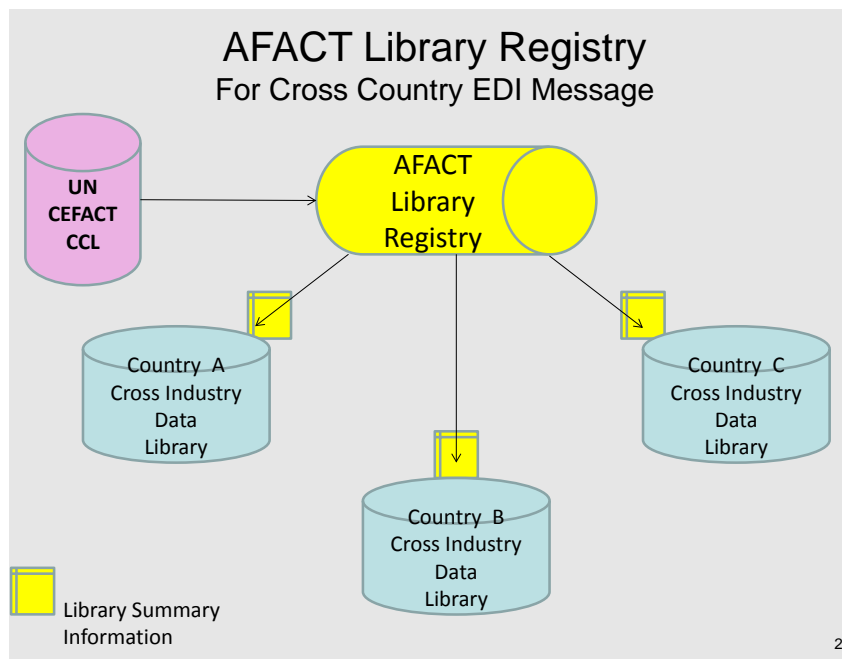 AFACT Library Registry
For Cross Country EDI Message
UN
CEFACT
CCL
AFACT
Library
Registry
Country A
Cross Industry
Data
Library
Country C
Cross Industry
Data
Library
Country B
Cross Industry
Data
Library
Library Summary
Information
2